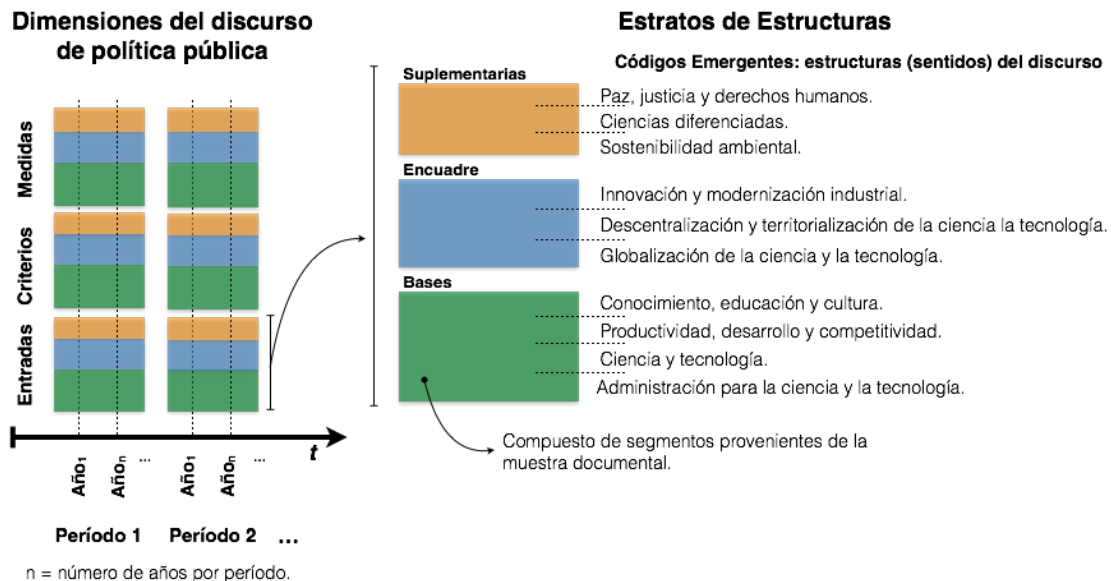 Dimensiones del discurso
de política pública
Medidas
Criterios
Entradas
t
Año1
Añon
...
Año1
Añon
...
Período 1
Período 2
...
n = número de años por período.
Estratos de Estructuras
Códigos Emergentes: estructuras (sentidos) del discurso
Suplementarias
Paz, justicia y derechos humanos.
Ciencias diferenciadas.
Sostenibilidad ambiental.
Encuadre
Innovación y modernización industrial.
Descentralización y territorialización de la ciencia la tecnología.
Globalización de la ciencia y la tecnología.
Bases
Conocimiento, educación y cultura.
Productividad, desarrollo y competitividad.
Ciencia y tecnología.
Administración para la ciencia y la tecnología.
Compuesto de segmentos provenientes de la
muestra documental.